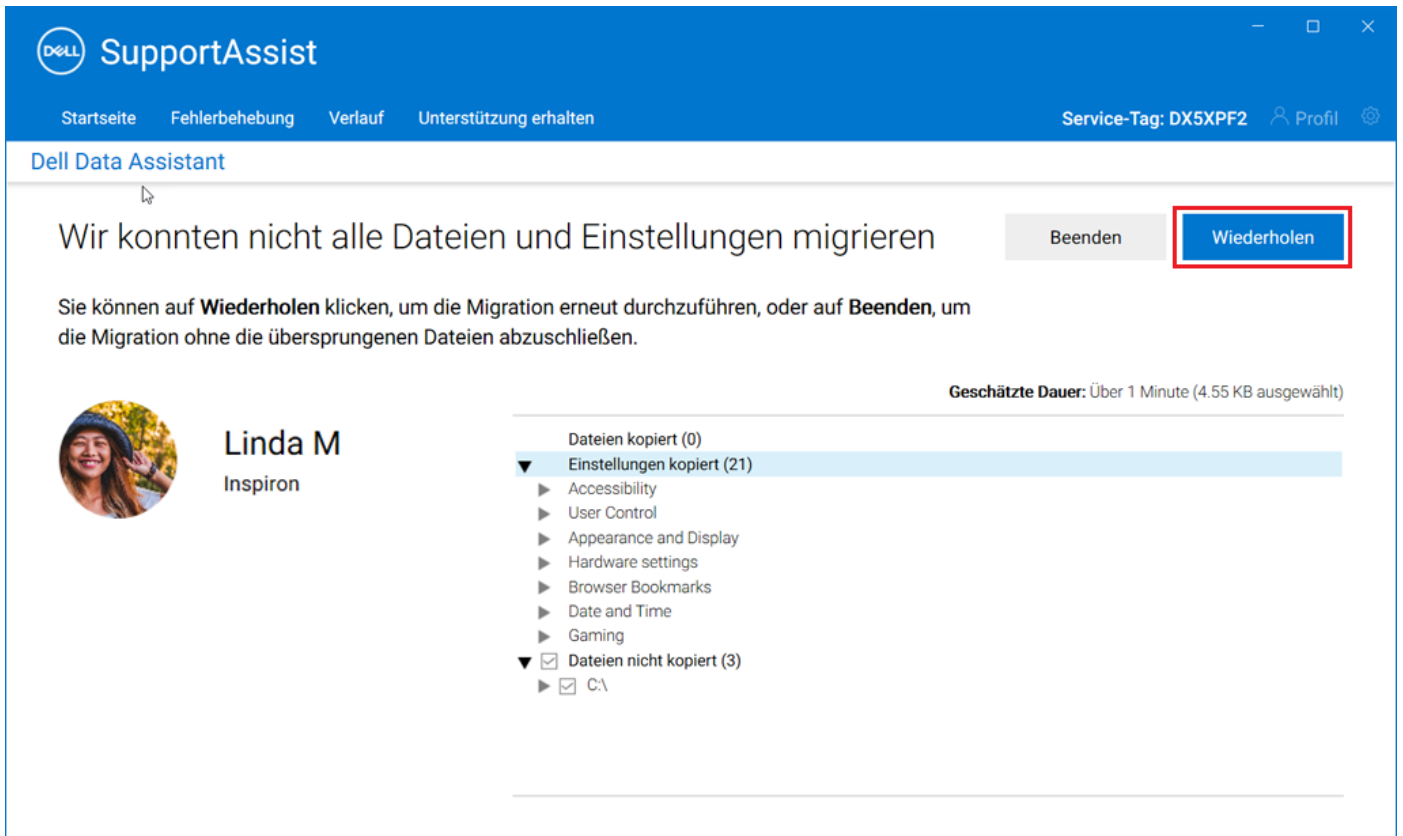 DELL SupportAssist
Startseite Fehlerbehebung Verlauf Unterstützung erhalten Service-Tag: DX5XPF2 Profil
Dell Data Assistant
Wir konnten nicht alle Dateien und Einstellungen migrieren Beenden Wiederholen
Sie können auf Wiederholen klicken, um die Migration erneut durchzuführen, oder auf Beenden, um
die Migration ohne die übersprungenen Dateien abzuschließen.
Geschätzte Dauer: Über 1 Minute (4.55 KB ausgewählt)
Linda M
Inspiron
Dateien kopiert (0)
Einstellungen kopiert (21)
Accessibility
User Control
Appearance and Display
Hardware settings
Browser Bookmarks
Date and Time
Gaming
Dateien nicht kopiert (3)
C:\